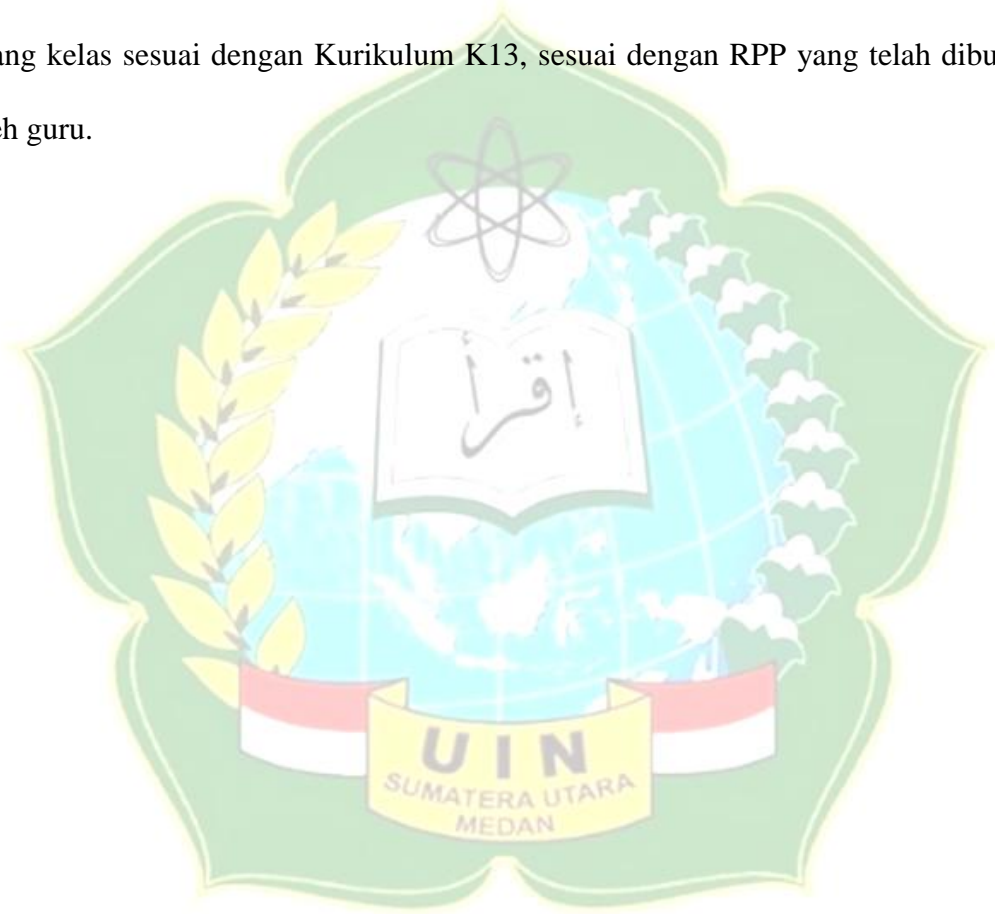 ang kelas sesuai dengan Kurikulum K13, sesuai dengan RPP yang telah dibu
eh guru.
إقرأ
UIN
SUMATERA UTARA
MEDAN